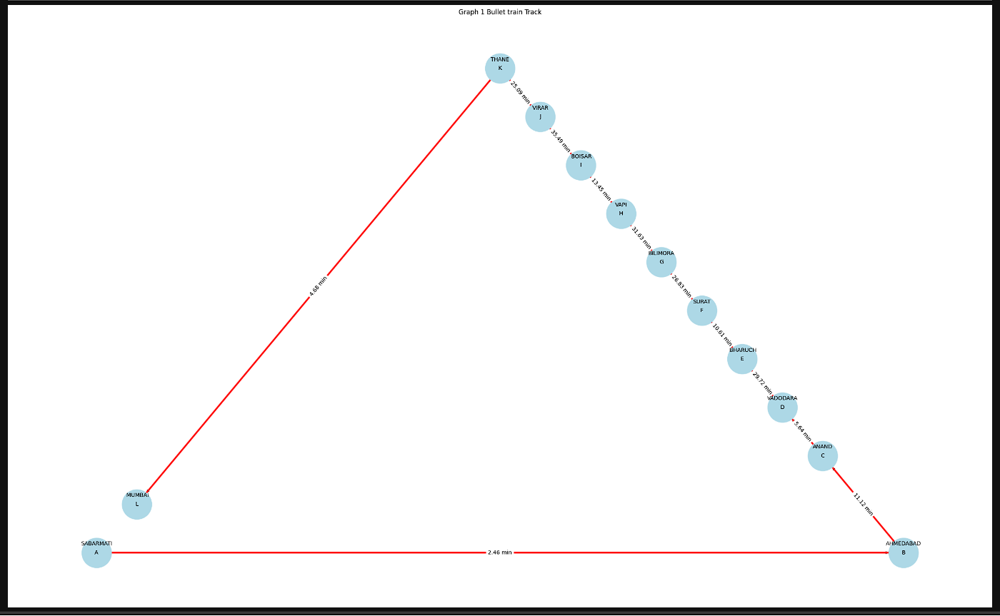 Graph 1 Bullet train Track
THANE
K
25.09 min
VIRAR
J
35.49 min
BOISAR
I
13.45 min
VAPI
H
31.63 min
BILIMORA
G
26.83 min
SURAT
F
10.61 min
BHARUCH
E
29.72 min
VADODARA
D
5.64 min
ANAND
C
11.12 min
AHMEDABAD
B
4.68 min
MUMBAI
L
SABARMATI
A
2.46 min